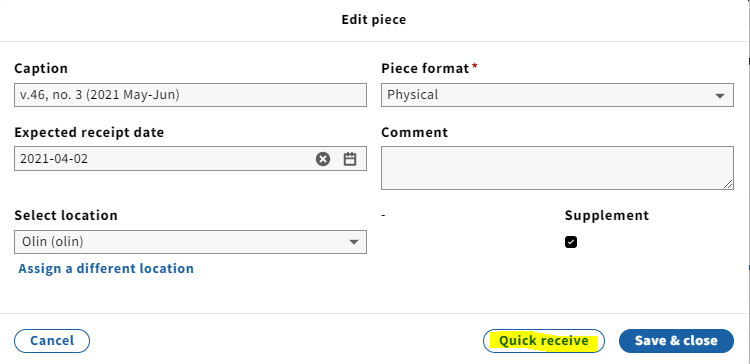 Edit piece
Caption
Piece format*
v.46, no. 3 (2021 May-Jun)
Physical
Expected receipt date
Comment
2021-04-02
Select location
-
Supplement
Olin (olin)
Assign a different location
Cancel
Quick receive
Save & close